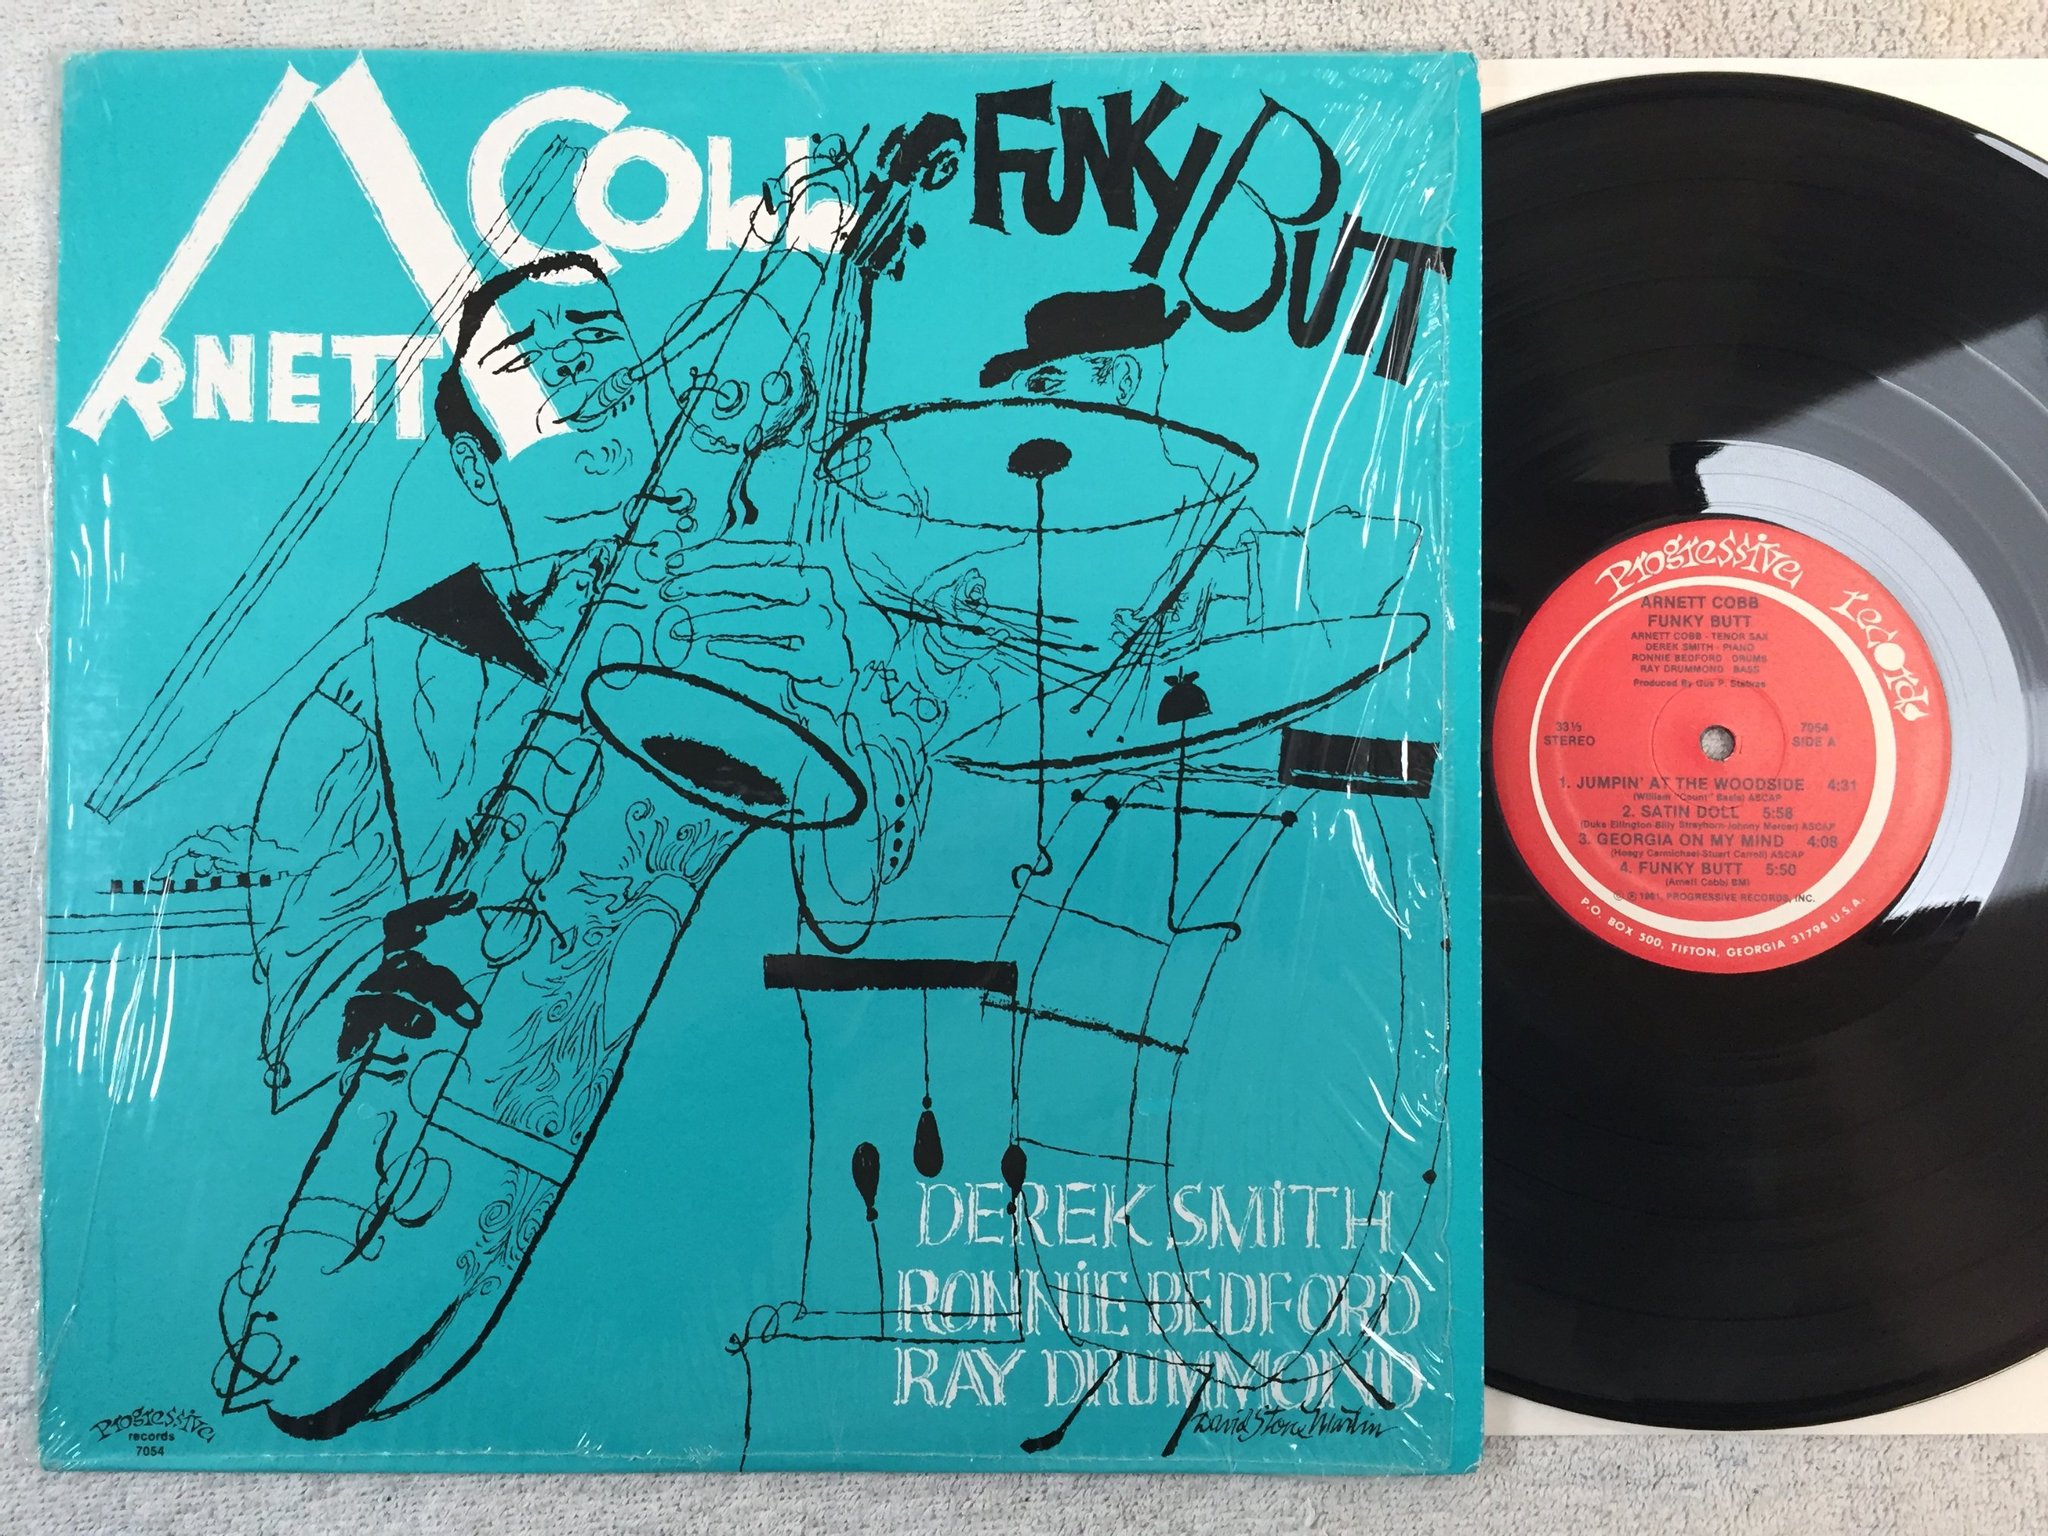 ARNETT COBB
FUNKY BUTT
DEREK SMITH
RONNIE BEDFORD
RAY DRUMMOND
David Stone Martin
Progressive
records
7054
Progressive records
ARNETT COBB
FUNKY BUTT
ARNETT COBB - TENOR SAX
DEREK SMITH - PIANO
RONNIE BEDFORD DRUMS
RAY DRUMMOND BASS
Produced By Gus P. Statiras
33⅓ 7054
STEREO SIDE A
1. JUMPIN' AT THE WOODSIDE 4:31
(William "Count" Basie) ASCAP
2. SATIN DOLL 5:58
(Duke Ellington-Billy Strayhorn-Johnny Mercer) ASCAP
3. GEORGIA ON MY MIND 4:08
(Hoagy Carmichael-Stuart Correll) ASCAP
4. FUNKY BUTT 5:50
(Arnett Cobb) BMI
© ℗ 1981, PROGRESSIVE RECORDS, INC.
P.O. BOX 500, TIFTON, GEORGIA 31794 U.S.A.